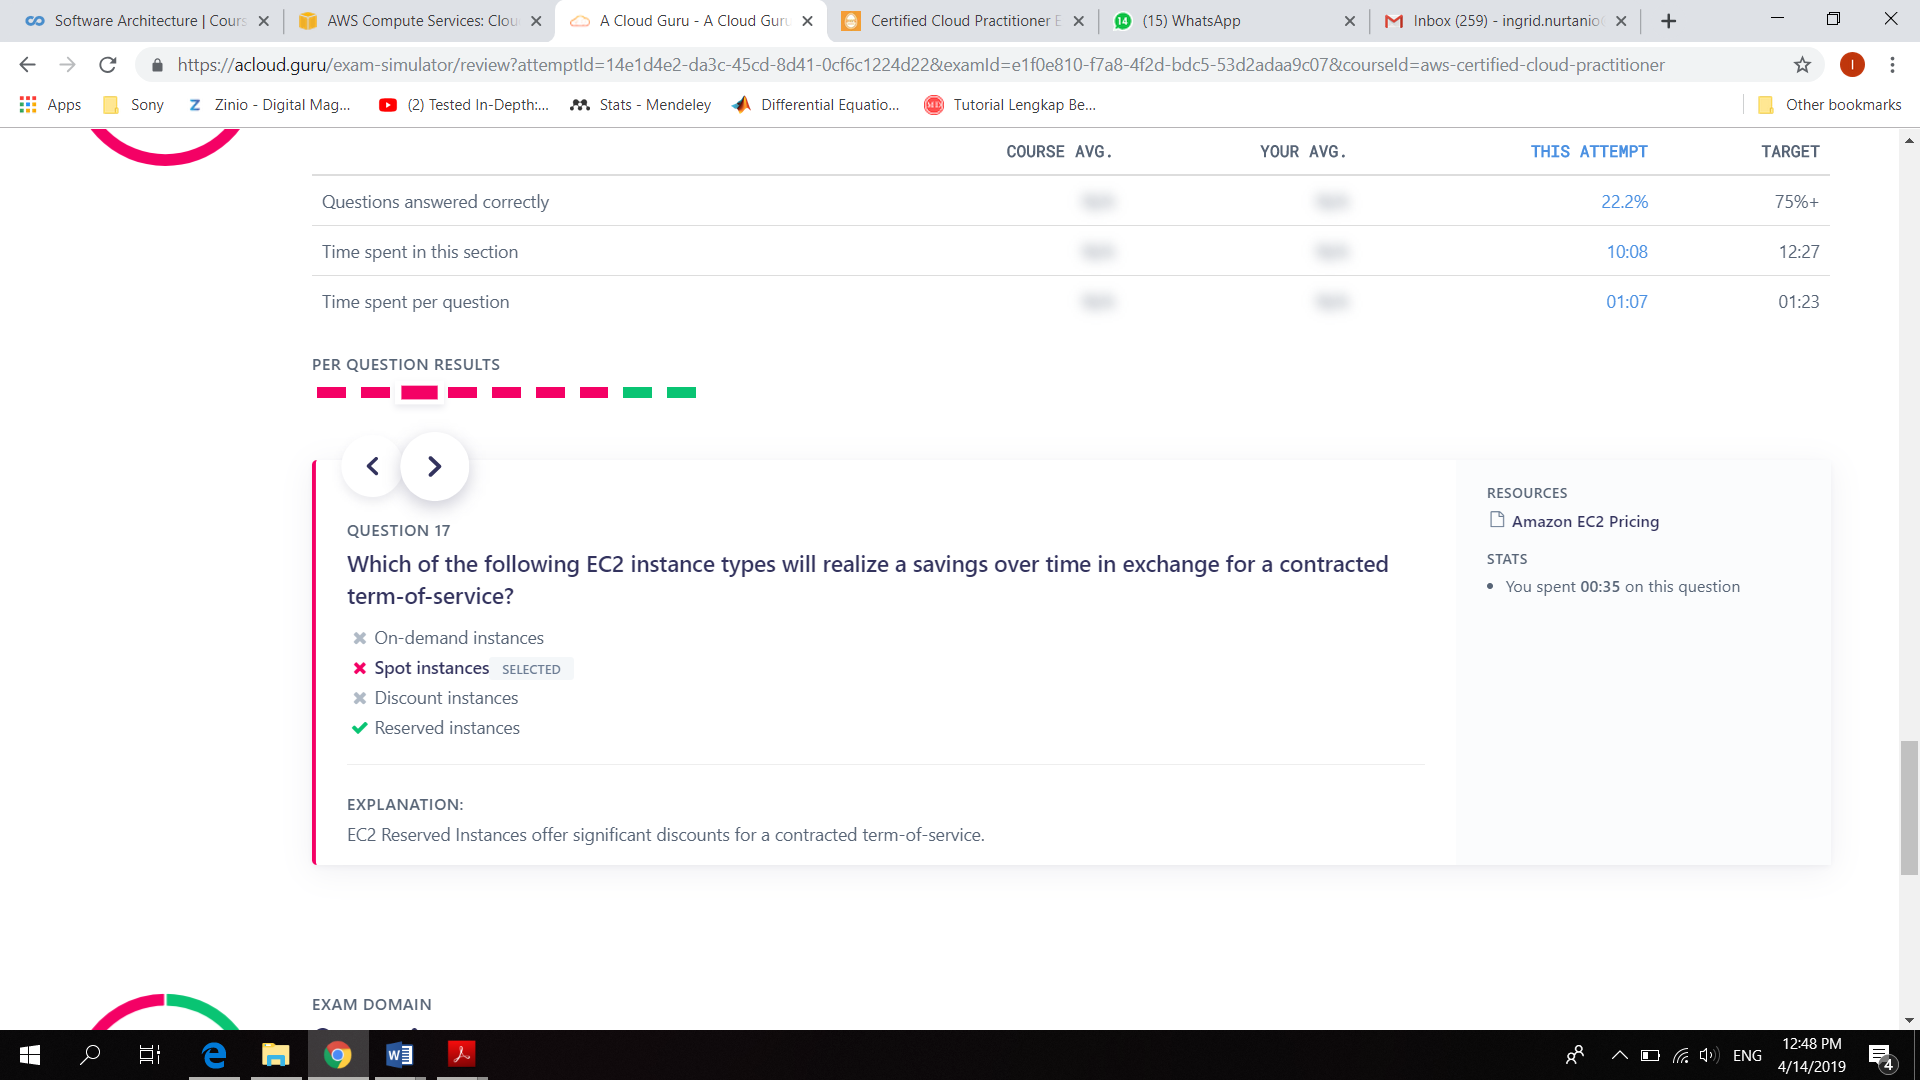 Software Architecture | Cours
AWS Compute Services: Clou
A Cloud Guru - A Cloud Guru
Certified Cloud Practitioner E
14
(15) WhatsApp
Inbox (259) - ingrid.nurtanio
https://acloud.guru/exam-simulator/review?attemptId=14e1d4e2-da3c-45cd-8d41-0cf6c1224d22&examId=e1f0e810-f7a8-4f2d-bdc5-53d2adaa9c07&courseId=aws-certified-cloud-practitioner
I
Apps
Sony
Z Zinio - Digital Mag...
(2) Tested In-Depth:...
Stats - Mendeley
Differential Equatio...
Tutorial Lengkap Be...
Other bookmarks
COURSE AVG. YOUR AVG. THIS ATTEMPT TARGET
Questions answered correctly 22.2% 75%+
Time spent in this section 10:08 12:27
Time spent per question 01:07 01:23
PER QUESTION RESULTS
QUESTION 17
Which of the following EC2 instance types will realize a savings over time in exchange for a contracted
term-of-service?
On-demand instances
Spot instances SELECTED
Discount instances
Reserved instances
EXPLANATION:
EC2 Reserved Instances offer significant discounts for a contracted term-of-service.
RESOURCES
Amazon EC2 Pricing
STATS
You spent 00:35 on this question
EXAM DOMAIN
ENG
12:48 PM
4/14/2019
4